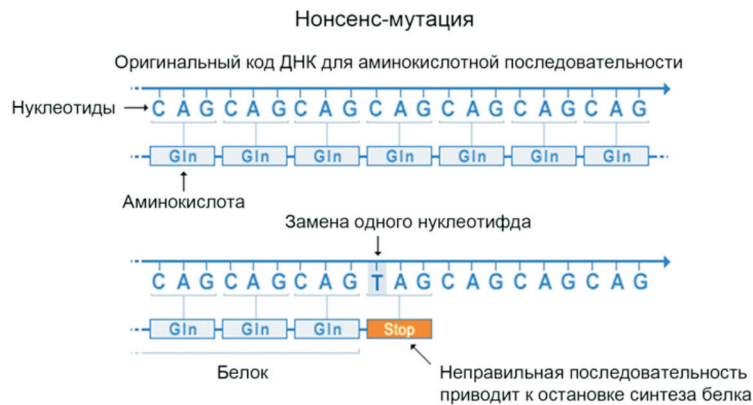 Нонсенс-мутация
Оригинальный код ДНК для аминокислотной последовательности
Нуклеотиды
C A G C A G C A G C A G C A G C A G C A G
Gln Gln Gln Gln Gln Gln Gln
Аминокислота
Замена одного нуклеотифда
C A G C A G C A G T A G C A G C A G C A G
Gln Gln Gln Stop
Белок
Неправильная последовательность
приводит к остановке синтеза белка